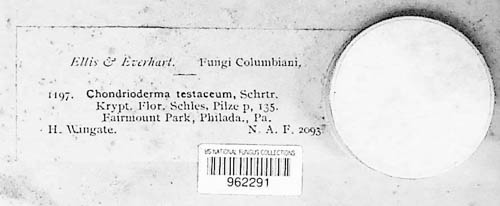 Ellis & Everhart. Fungi Columbiani,
1197. Chondrioderma testaceum, Schrtr.
Krypt. Flor. Schles, Pilze p, 135.
Fairmount Park, Philada., Pa.
H. Wingate. N. A. F. 2093
US NATIONAL FUNGUS COLLECTIONS
962291